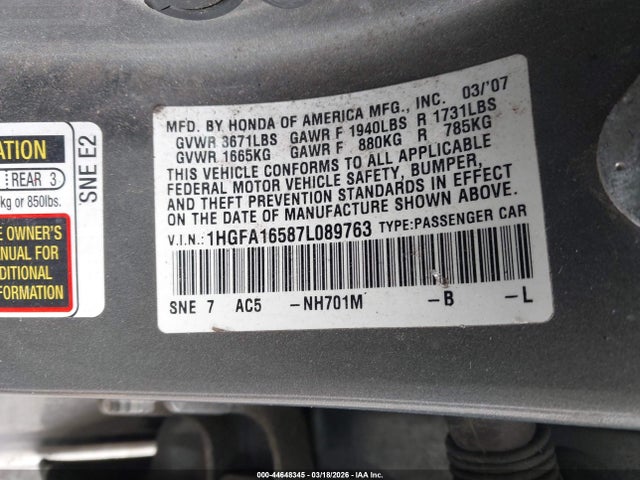 ATION
REAR 3
kg or 850lbs.
E OWNER'S
MANUAL FOR
DDITIONAL
FORMATION
SNE E2
MFD. BY HONDA OF AMERICA MFG., INC. 03/'07
GVWR 3671LBS GAWR F 1940LBS R 1731LBS
GVWR 1665KG GAWR F 880KG R 785KG
THIS VEHICLE CONFORMS TO ALL APPLICABLE
FEDERAL MOTOR VEHICLE SAFETY, BUMPER,
AND THEFT PREVENTION STANDARDS IN EFFECT
ON THE DATE OF MANUFACTURE SHOWN ABOVE.
V.I.N.: 1HGFA16587L089763 TYPE:PASSENGER CAR
SNE 7 AC5 -NH701M -B -L
000-44648345 - 03/18/2026 - IAA Inc.